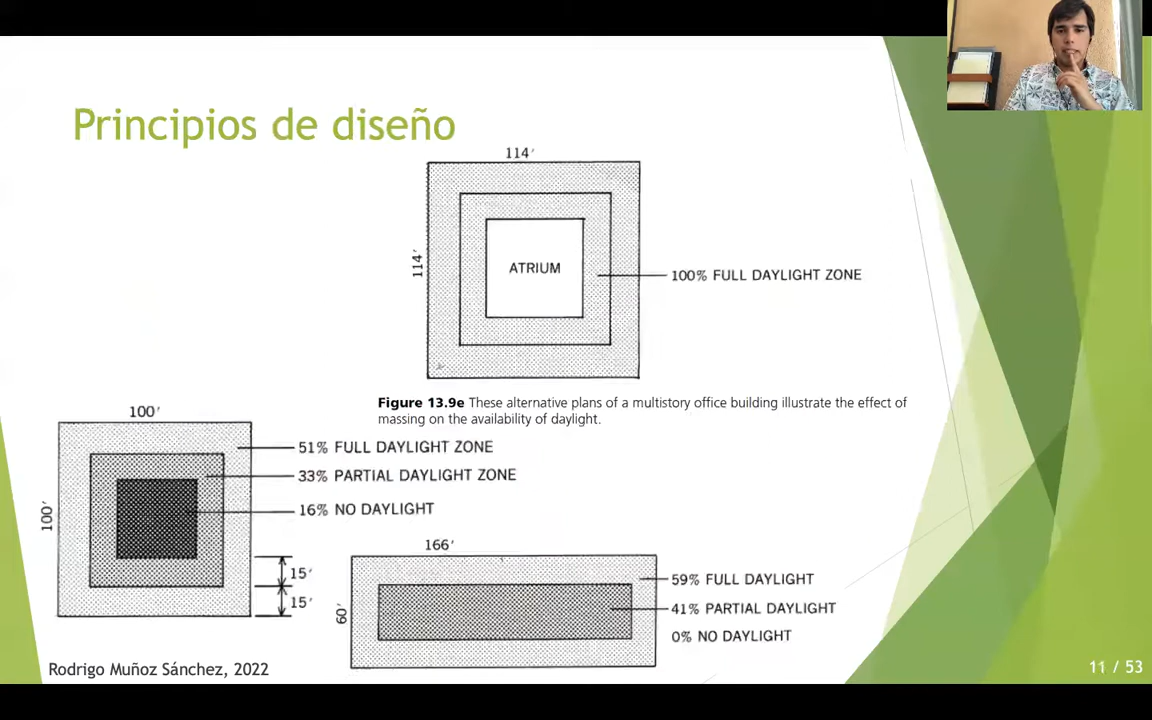 Principios de diseño
114′
114′
ATRIUM
100% FULL DAYLIGHT ZONE
Figure 13.9e These alternative plans of a multistory office building illustrate the effect of
massing on the availability of daylight.
100′
100′
51% FULL DAYLIGHT ZONE
33% PARTIAL DAYLIGHT ZONE
16% NO DAYLIGHT
15′
15′
166′
60′
59% FULL DAYLIGHT
41% PARTIAL DAYLIGHT
0% NO DAYLIGHT
Rodrigo Muñoz Sánchez, 2022
11 / 53